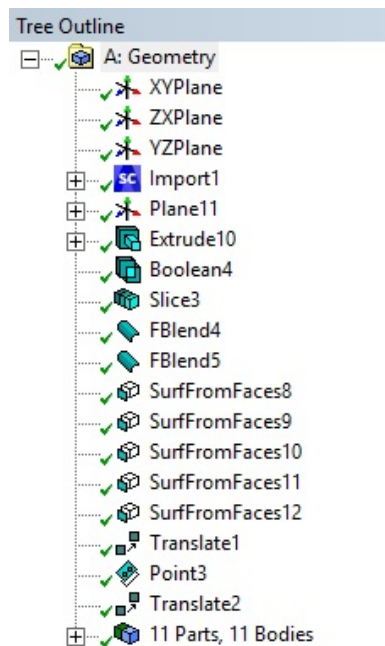 Tree Outline
A: Geometry
XYPlane
ZXPlane
YZPlane
SC Import1
Plane11
Extrude10
Boolean4
Slice3
FBlend4
FBlend5
SurfFromFaces8
SurfFromFaces9
SurfFromFaces10
SurfFromFaces11
SurfFromFaces12
Translate1
Point3
Translate2
11 Parts, 11 Bodies